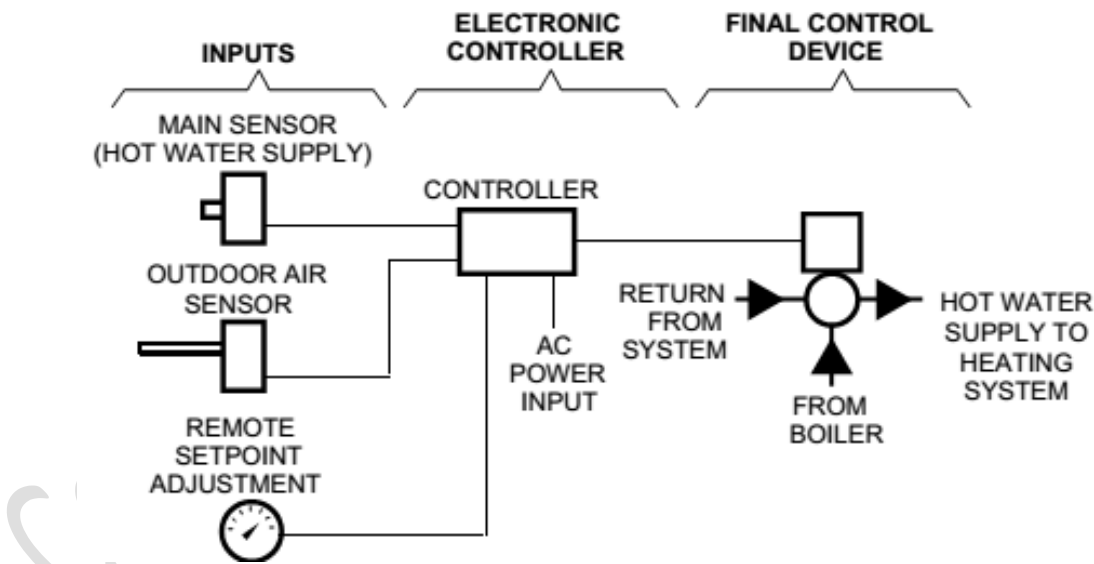 INPUTS
ELECTRONIC
CONTROLLER
FINAL CONTROL
DEVICE
MAIN SENSOR
(HOT WATER SUPPLY)
CONTROLLER
OUTDOOR AIR
SENSOR
RETURN
FROM
SYSTEM
HOT WATER
SUPPLY TO
HEATING
SYSTEM
AC
POWER
INPUT
FROM
BOILER
REMOTE
SETPOINT
ADJUSTMENT